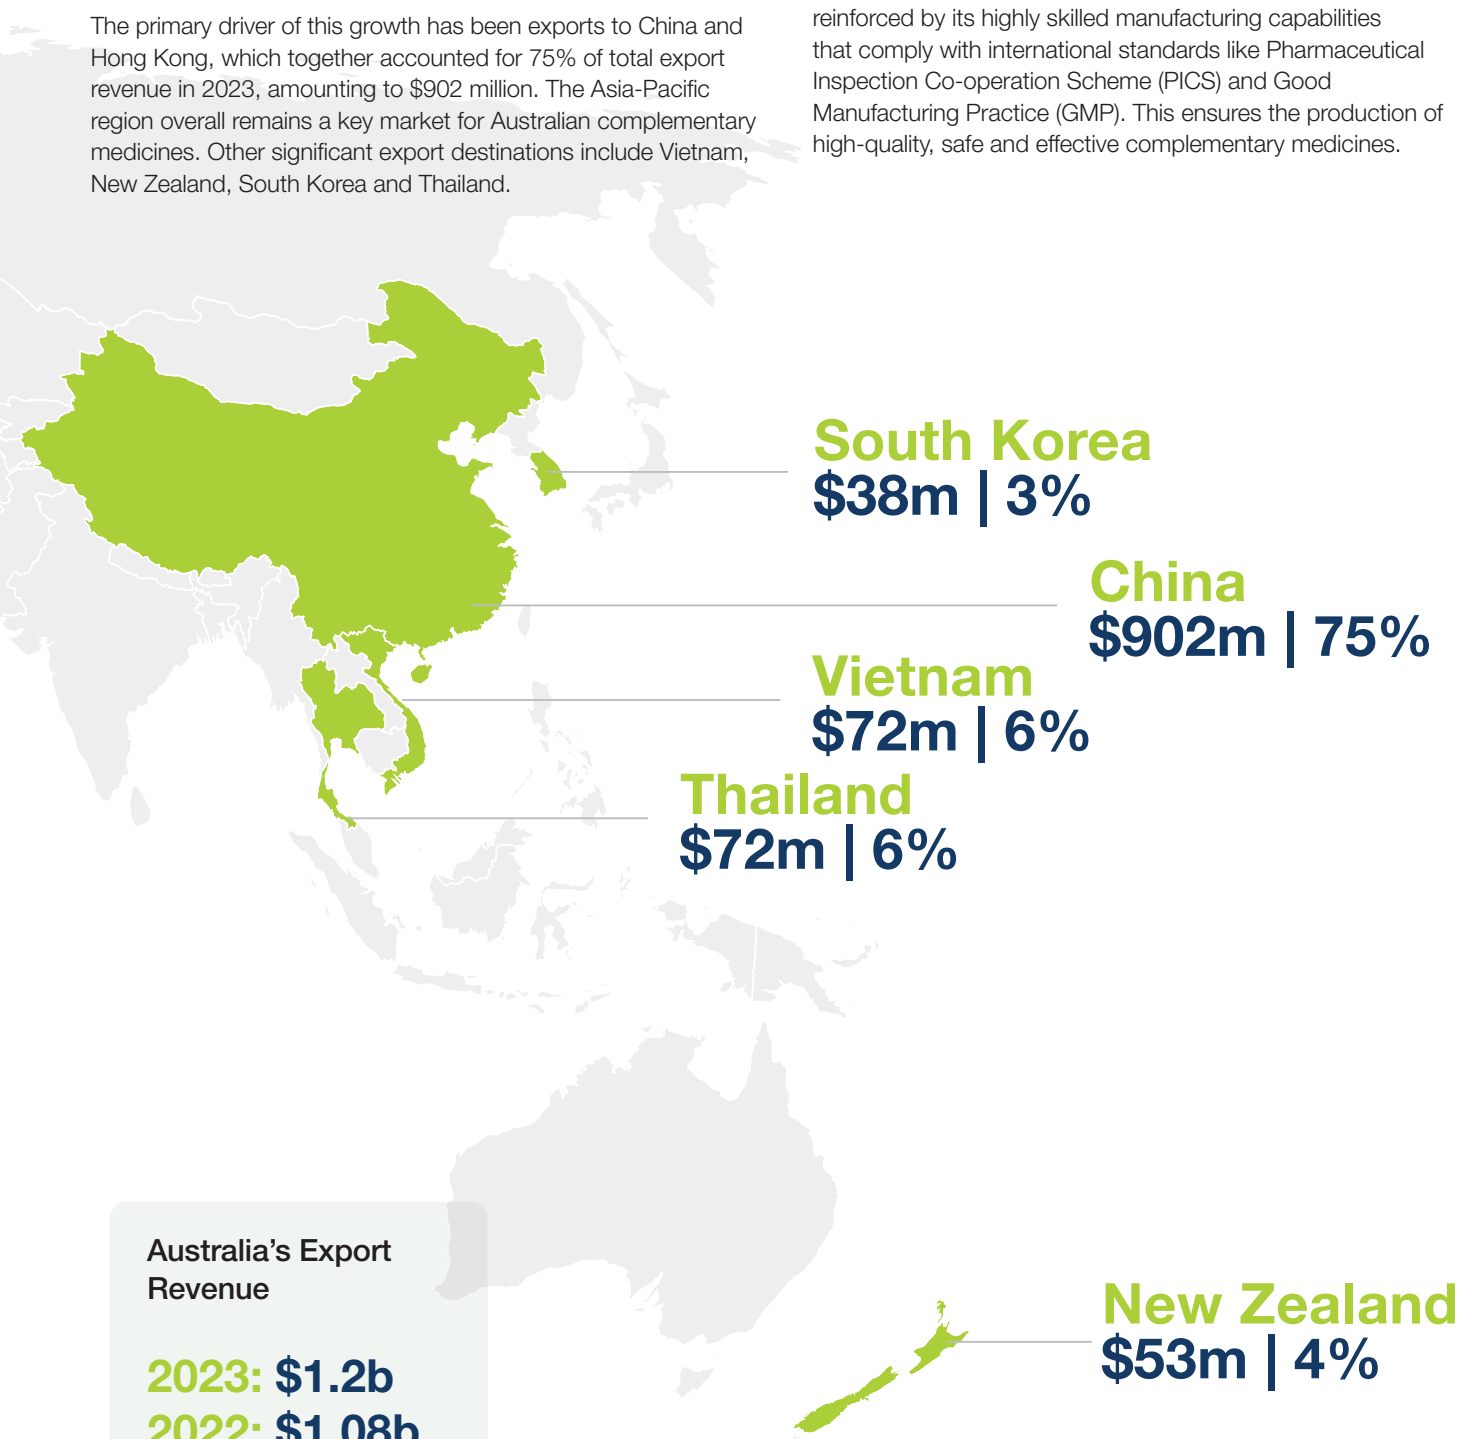 The primary driver of this growth has been exports to China and
Hong Kong, which together accounted for 75% of total export
revenue in 2023, amounting to $902 million. The Asia-Pacific
region overall remains a key market for Australian complementary
medicines. Other significant export destinations include Vietnam,
New Zealand, South Korea and Thailand.
reinforced by its highly skilled manufacturing capabilities
that comply with international standards like Pharmaceutical
Inspection Co-operation Scheme (PICS) and Good
Manufacturing Practice (GMP). This ensures the production of
high-quality, safe and effective complementary medicines.
South Korea
$38m | 3%
China
$902m | 75%
Vietnam
$72m | 6%
Thailand
$72m | 6%
Australia’s Export
Revenue
2023: $1.2b
2022: $1.08b
New Zealand
$53m | 4%